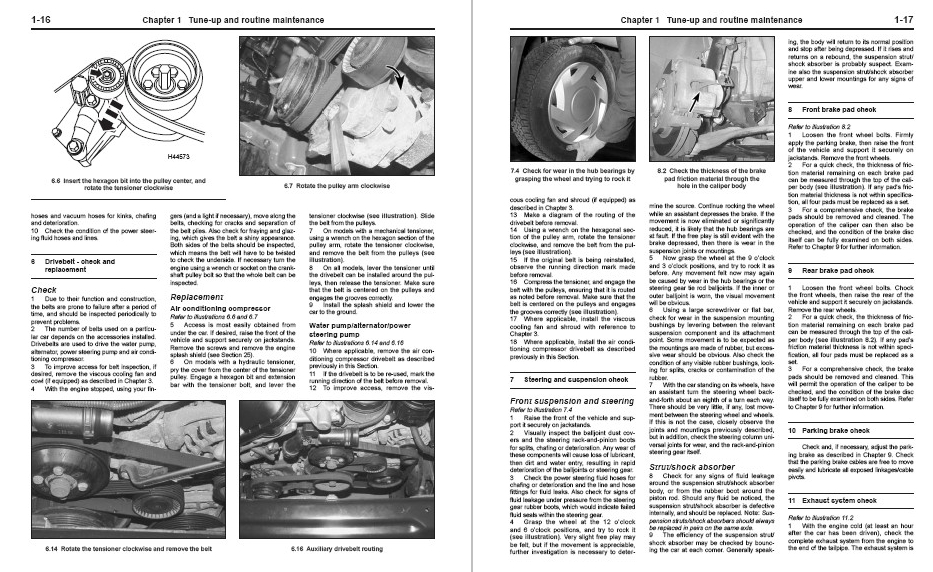 1-16
Chapter 1 Tune-up and routine maintenance
H44573
6.6 Insert the hexagon bit into the pulley center, and
rotate the tensioner clockwise
6.7 Rotate the pulley arm clockwise
hoses and vacuum hoses for kinks, chafing
and deterioration.
10 Check the condition of the power steer-
ing fluid hoses and lines.
6 Drivebelt - check and
replacement
Check
1 Due to their function and construction,
the belts are prone to failure after a period of
time, and should be inspected periodically to
prevent problems.
2 The number of belts used on a particu-
lar car depends on the accessories installed.
Drivebelts are used to drive the water pump,
alternator, power steering pump and air condi-
tioning compressor.
3 To improve access for belt inspection, if
desired, remove the viscous cooling fan and
cowl (if equipped) as described in Chapter 3.
4 With the engine stopped, using your fin-
gers (and a light if necessary), move along the
belts, checking for cracks and separation of
the belt plies. Also check for fraying and glaz-
ing, which gives the belt a shiny appearance.
Both sides of the belts should be inspected,
which means the belt will have to be twisted
to check the underside. If necessary turn the
engine using a wrench or socket on the crank-
shaft pulley bolt so that the whole belt can be
inspected.
Replacement
Air conditioning compressor
Refer to illustrations 6.6 and 6.7
5 Access is most easily obtained from
under the car. If desired, raise the front of the
vehicle and support securely on jackstands.
Remove the screws and remove the engine
splash shield (see Section 25).
6 On models with a hydraulic tensioner,
pry the cover from the center of the tensioner
pulley. Engage a hexagon bit and extension
bar with the tensioner bolt, and lever the
tensioner clockwise (see illustration). Slide
the belt from the pulleys.
7 On models with a mechanical tensioner,
using a wrench on the hexagon section of the
pulley arm, rotate the tensioner clockwise,
and remove the belt from the pulleys (see
illustration).
8 On all models, lever the tensioner until
the drivebelt can be installed around the pul-
leys, then release the tensioner. Make sure
that the belt is centered on the pulleys and
engages the grooves correctly.
9 Install the splash shield and lower the
car to the ground.
Water pump/alternator/power
steering pump
Refer to illustrations 6.14 and 6.16
10 Where applicable, remove the air con-
ditioning compressor drivebelt as described
previously in this Section.
11 If the drivebelt is to be re-used, mark the
running direction of the belt before removal.
12 To improve access, remove the vis-
6.14 Rotate the tensioner clockwise and remove the belt
6.16 Auxiliary drivebelt routing
Chapter 1 Tune-up and routine maintenance
1-17
7.4 Check for wear in the hub bearings by
grasping the wheel and trying to rock it
8.2 Check the thickness of the brake
pad friction material through the
hole in the caliper body
cous cooling fan and shroud (if equipped) as
described in Chapter 3.
13 Make a diagram of the routing of the
drivebelt before removal.
14 Using a wrench on the hexagonal sec-
tion of the pulley arm, rotate the tensioner
clockwise, and remove the belt from the pul-
leys (see illustration).
15 If the original belt is being reinstalled,
observe the running direction mark made
before removal.
16 Compress the tensioner, and engage the
belt with the pulleys, ensuring that it is routed
as noted before removal. Make sure that the
belt is centered on the pulleys and engages
the grooves correctly (see illustration).
17 Where applicable, install the viscous
cooling fan and shroud with reference to
Chapter 3.
18 Where applicable, install the air condi-
tioning compressor drivebelt as described
previously in this Section.
7 Steering and suspension check
Front suspension and steering
Refer to illustration 7.4
1 Raise the front of the vehicle and sup-
port it securely on jackstands.
2 Visually inspect the balljoint dust cov-
ers and the steering rack-and-pinion boots
for splits, chafing or deterioration. Any wear of
these components will cause loss of lubricant,
then dirt and water entry, resulting in rapid
deterioration of the balljoints or steering gear.
3 Check the power steering fluid hoses for
chafing or deterioration and the line and hose
fittings for fluid leaks. Also check for signs of
fluid leakage under pressure from the steering
gear rubber boots, which would indicate failed
fluid seals within the steering gear.
4 Grasp the wheel at the 12 o'clock
and 6 o'clock positions, and try to rock it
(see illustration). Very slight free play may
be felt, but if the movement is appreciable,
further investigation is necessary to deter-
mine the source. Continue rocking the wheel
while an assistant depresses the brake. If the
movement is now eliminated or significantly
reduced, it is likely that the hub bearings are
at fault. If the free play is still evident with the
brake depressed, then there is wear in the
suspension joints or mountings.
5 Now grasp the wheel at the 9 o'clock
and 3 o'clock positions, and try to rock it as
before. Any movement felt now may again
be caused by wear in the hub bearings or the
steering tie rod balljoints. If the inner or
outer balljoint is worn, the visual movement
will be obvious.
6 Using a large screwdriver or flat bar,
check for wear in the suspension mounting
bushings by levering between the relevant
suspension component and its attachment
point. Some movement is to be expected as
the mountings are made of rubber, but exces-
sive wear should be obvious. Also check the
condition of any visible rubber bushings, look-
ing for splits, cracks or contamination of the
rubber.
7 With the car standing on its wheels, have
an assistant turn the steering wheel back-
and-forth about an eighth of a turn each way.
There should be very little, if any, lost move-
ment between the steering wheel and wheels.
If this is not the case, closely observe the
joints and mountings previously described,
but in addition, check the steering column uni-
versal joints for wear, and the rack-and-pinion
steering gear itself.
Strut/shock absorber
8 Check for any signs of fluid leakage
around the suspension strut/shock absorber
body, or from the rubber boot around the
piston rod. Should any fluid be noticed, the
suspension strut/shock absorber is defective
internally, and should be replaced. Note: Sus-
pension struts/shock absorbers should always
be replaced in pairs on the same axle.
9 The efficiency of the suspension strut/
shock absorber may be checked by bounc-
ing the car at each corner. Generally speak-
ing, the body will return to its normal position
and stop after being depressed. If it rises and
returns on a rebound, the suspension strut/
shock absorber is probably suspect. Exam-
ine also the suspension strut/shock absorber
upper and lower mountings for any signs of
wear.
8 Front brake pad check
Refer to illustration 8.2
1 Loosen the front wheel bolts. Firmly
apply the parking brake, then raise the front
of the vehicle and support it securely on
jackstands. Remove the front wheels.
2 For a quick check, the thickness of fric-
tion material remaining on each brake pad
can be measured through the top of the cali-
per body (see illustration). If any pad's fric-
tion material thickness is not within specifica-
tion, all four pads must be replaced as a set.
3 For a comprehensive check, the brake
pads should be removed and cleaned. The
operation of the caliper can then also be
checked, and the condition of the brake disc
itself can be fully examined on both sides.
Refer to Chapter 9 for further information.
9 Rear brake pad check
1 Loosen the front wheel bolts. Chock
the front wheels, then raise the rear of the
vehicle and support it securely on jackstands.
Remove the rear wheels.
2 For a quick check, the thickness of fric-
tion material remaining on each brake pad
can be measured through the top of the cali-
per body (see illustration 8.2). If any pad's
friction material thickness is not within speci-
fication, all four pads must be replaced as a
set.
3 For a comprehensive check, the brake
pads should be removed and cleaned. This
will permit the operation of the caliper to be
checked, and the condition of the brake disc
itself to be fully examined on both sides. Refer
to Chapter 9 for further information.
10 Parking brake check
Check and, if necessary, adjust the park-
ing brake as described in Chapter 9. Check
that the parking brake cables are free to move
easily and lubricate all exposed linkages/cable
pivots.
11 Exhaust system check
Refer to illustration 11.2
1 With the engine cold (at least an hour
after the car has been driven), check the
complete exhaust system from the engine to
the end of the tailpipe. The exhaust system is